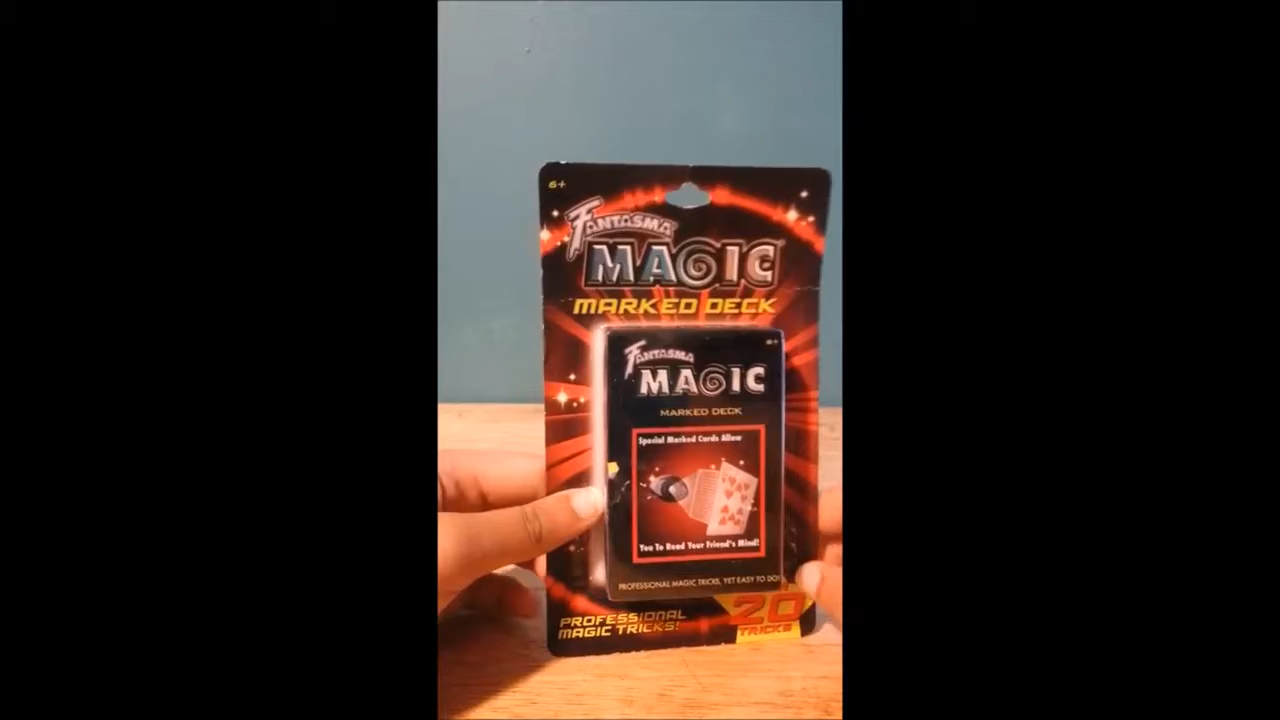 6+
FANTASMA
MAGIC
MARKED DECK
6+
FANTASMA
MAGIC
MARKED DECK
Special Marked Cards Allow
You To Read Your Friend's Mind!
PROFESSIONAL MAGIC TRICKS, YET EASY TO DO!
PROFESSIONAL
MAGIC TRICKS!
20
TRICKS